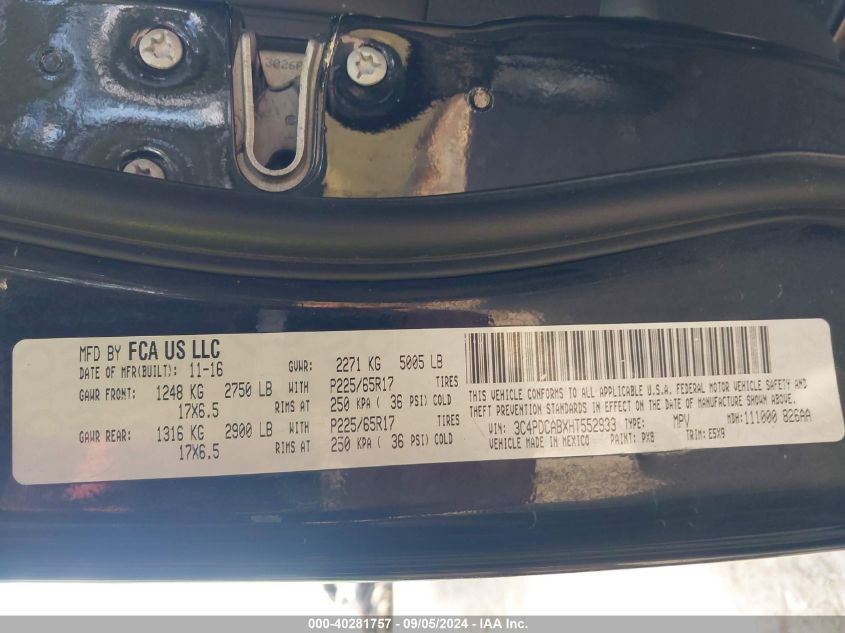 3026A
MFD BY FCA US LLC
DATE OF MFR(BUILT): 11-16
GVWR: 2271 KG 5005 LB
GAWR FRONT: 1248 KG 2750 LB WITH P225/65R17 TIRES
17X6.5 RIMS AT 250 KPA ( 36 PSI) COLD
GAWR REAR: 1316 KG 2900 LB WITH P225/65R17 TIRES
17X6.5 RIMS AT 250 KPA ( 36 PSI) COLD
THIS VEHICLE CONFORMS TO ALL APPLICABLE U.S.A. FEDERAL MOTOR VEHICLE SAFETY AND
THEFT PREVENTION STANDARDS IN EFFECT ON THE DATE OF MANUFACTURE SHOWN ABOVE.
VIN: 3C4PDCABXHT552933 TYPE: MPV MDH:111000 826AA
VEHICLE MADE IN MEXICO PAINT: PX8 TRIM: E5X9
000-40281757 - 09/05/2024 - IAA Inc.